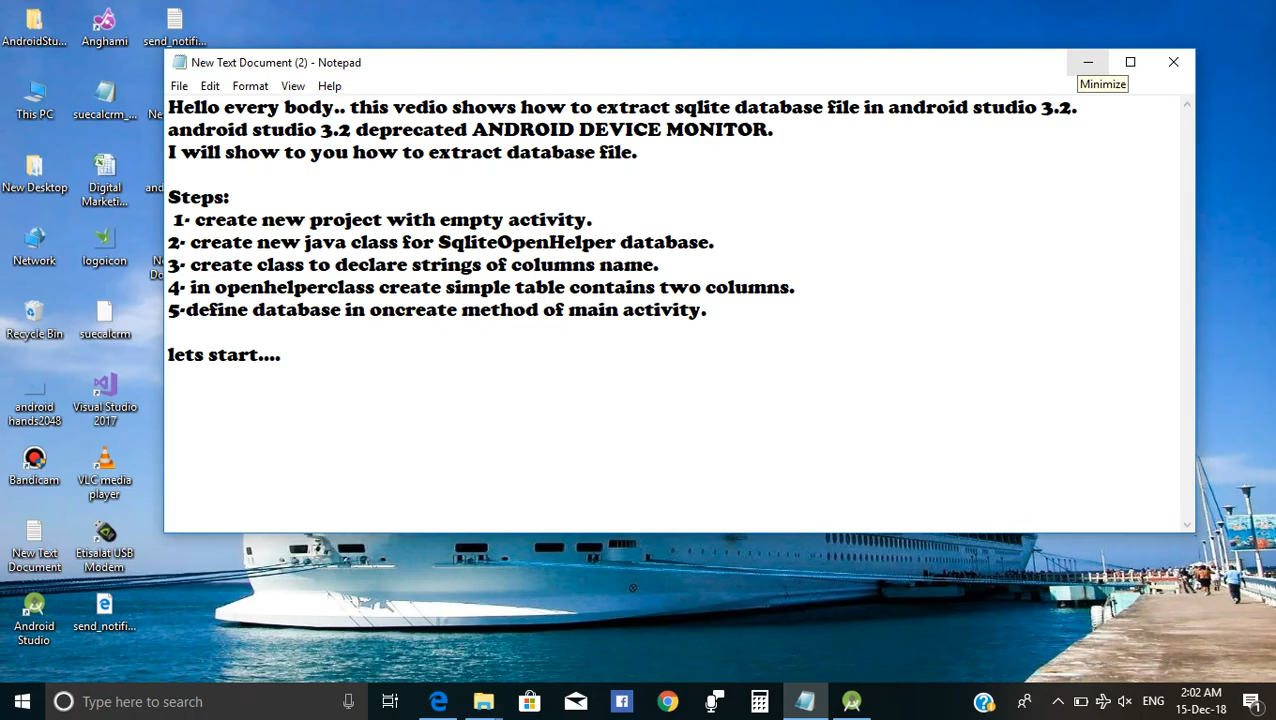 AndroidStu...
Anghami
send_notifi...
This PC
suecalcrm_...
New Desktop
Digital
Marketi...
Network
logoicon
Recycle Bin
suecalcrm
android
hands2048
Visual Studio
2017
Bandicam
VLC media
player
New Text
Document
Etisalat USB
Modem
Android
Studio
send_notifi...
New Text Document (2) - Notepad
Minimize
File Edit Format View Help
Hello every body.. this vedio shows how to extract sqlite database file in android studio 3.2.
android studio 3.2 deprecated ANDROID DEVICE MONITOR.
I will show to you how to extract database file.
Steps:
1- create new project with empty activity.
2- create new java class for SqliteOpenHelper database.
3- create class to declare strings of columns name.
4- in openhelperclass create simple table contains two columns.
5-define database in oncreate method of main activity.
lets start....
Type here to search
ENG
2:02 AM
15-Dec-18
1